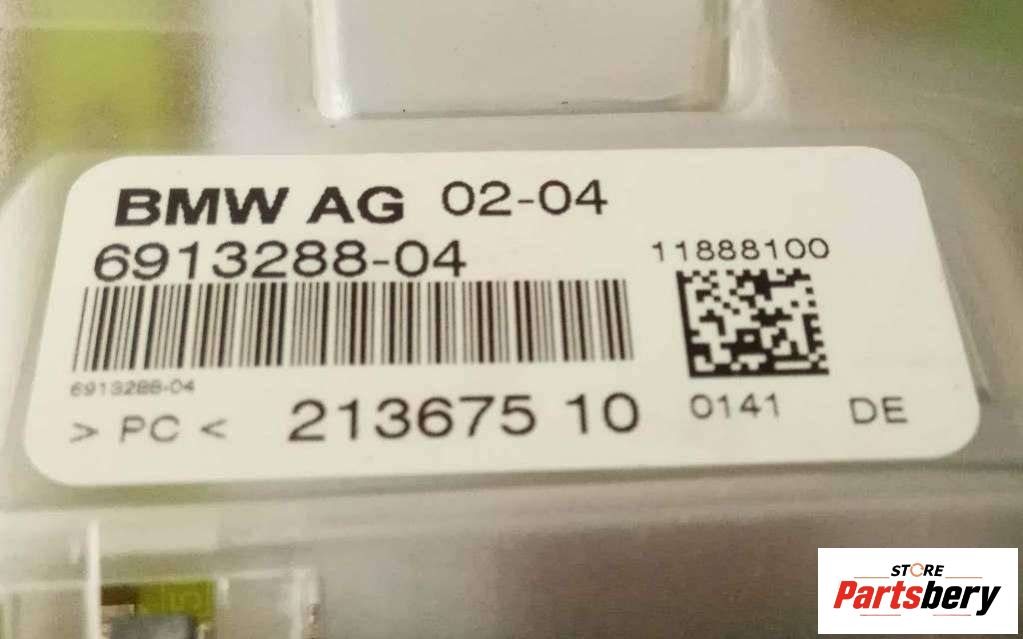 BMW AG 02-04
6913288-04
11888100
6913288-04
> PC < 213675 10
0141 DE
STORE
Partsbery